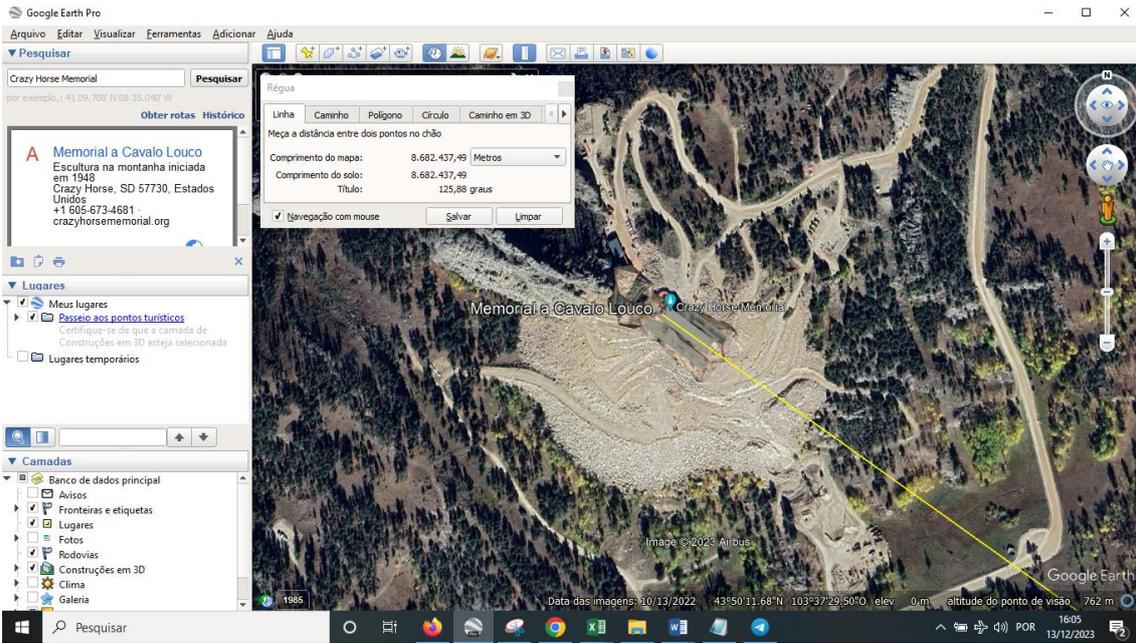 Google Earth Pro
Arquivo Editar Visualizar Ferramentas Adicionar Ajuda
Pesquisar
Crazy Horse Memorial
Pesquisar
por exemplo,: 41 09.708' N 08 35.040' W
Obter rotas Histórico
A
Memorial a Cavalo Louco
Escultura na montanha iniciada
em 1948
Crazy Horse, SD 57730, Estados
Unidos
+1 605-673-4681 ·
crazyhorsememorial.org
Lugares
Meus lugares
Passeio aos pontos turísticos
Certifique-se de que a camada de
Construções em 3D esteja selecionada
Lugares temporários
Camadas
Banco de dados principal
Avisos
Fronteiras e etiquetas
Lugares
Fotos
Rodovias
Construções em 3D
Clima
Galeria
Régua
Linha Caminho Polígono Círculo Caminho em 3D
Meça a distância entre dois pontos no chão
Comprimento do mapa: 8.682.437,49 Metros
Comprimento do solo: 8.682.437,49
Título: 125,88 graus
Navegação com mouse Salvar Limpar
N
Memorial a Cavalo Louco
Crazy Horse Memorial
Image © 2023 Airbus
Google Earth
1985
Data das imagens: 10/13/2022 43°50'11.68"N 103°37'29.50"O elev 0 m altitude do ponto de visão 762 m
Pesquisar
POR
16:05
13/12/2023
2